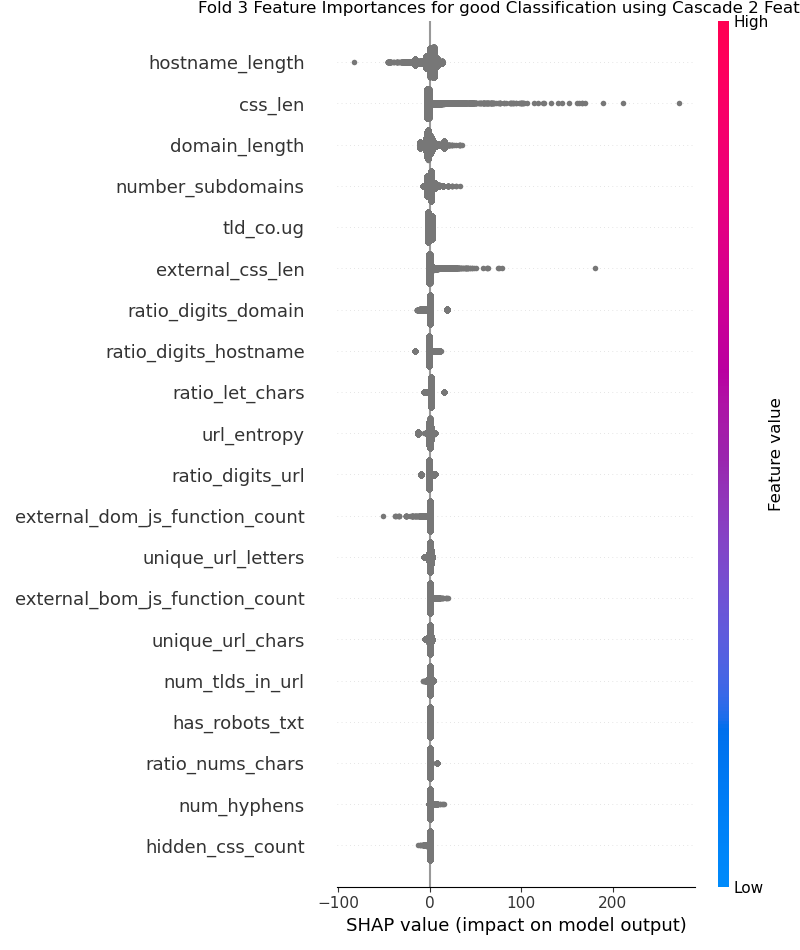 Fold 3 Feature Importances for good Classification using Cascade 2 Feat
High
hostname_length
css_len
domain_length
number_subdomains
tld_co.ug
external_css_len
ratio_digits_domain
ratio_digits_hostname
ratio_let_chars
url_entropy
ratio_digits_url
external_dom_js_function_count
unique_url_letters
external_bom_js_function_count
unique_url_chars
num_tlds_in_url
has_robots_txt
ratio_nums_chars
num_hyphens
hidden_css_count
Feature value
Low
−100 0 100 200
SHAP value (impact on model output)